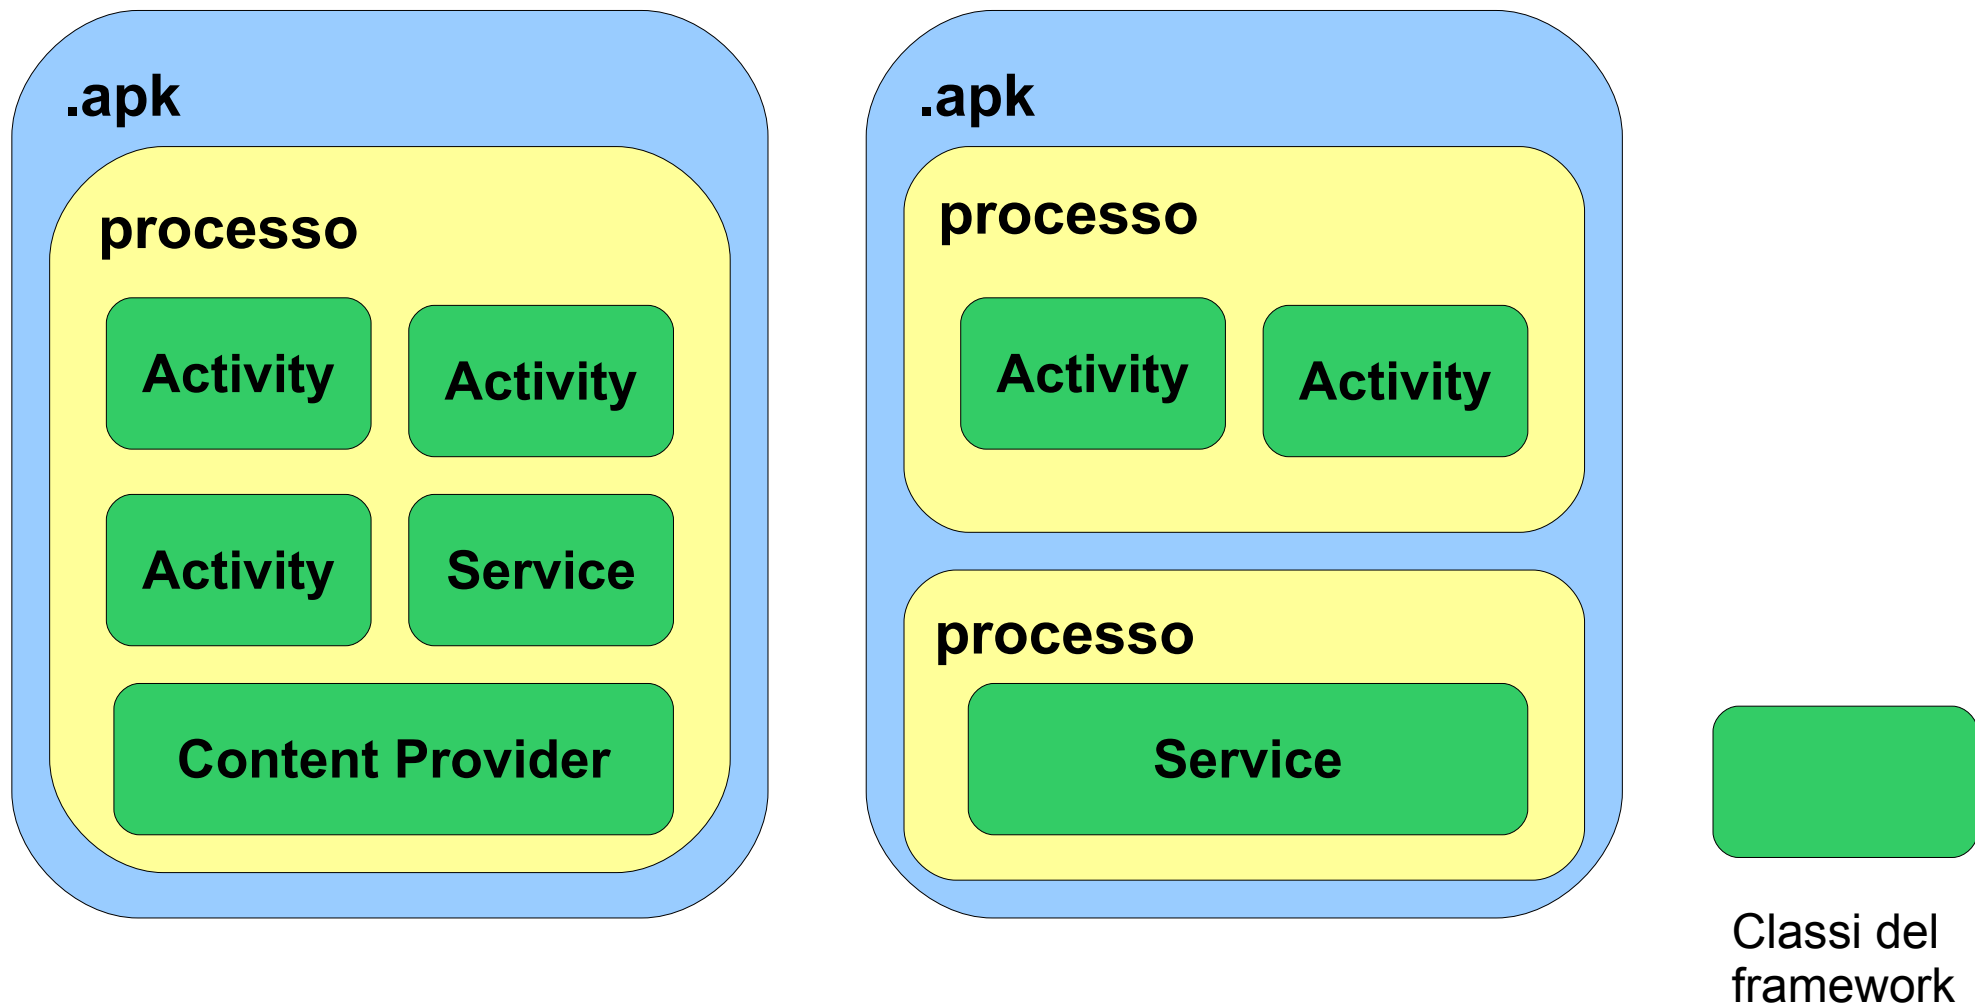 .apk
processo
Activity
Activity
Activity
Service
Content Provider
.apk
processo
Activity
Activity
processo
Service
Classi del
framework